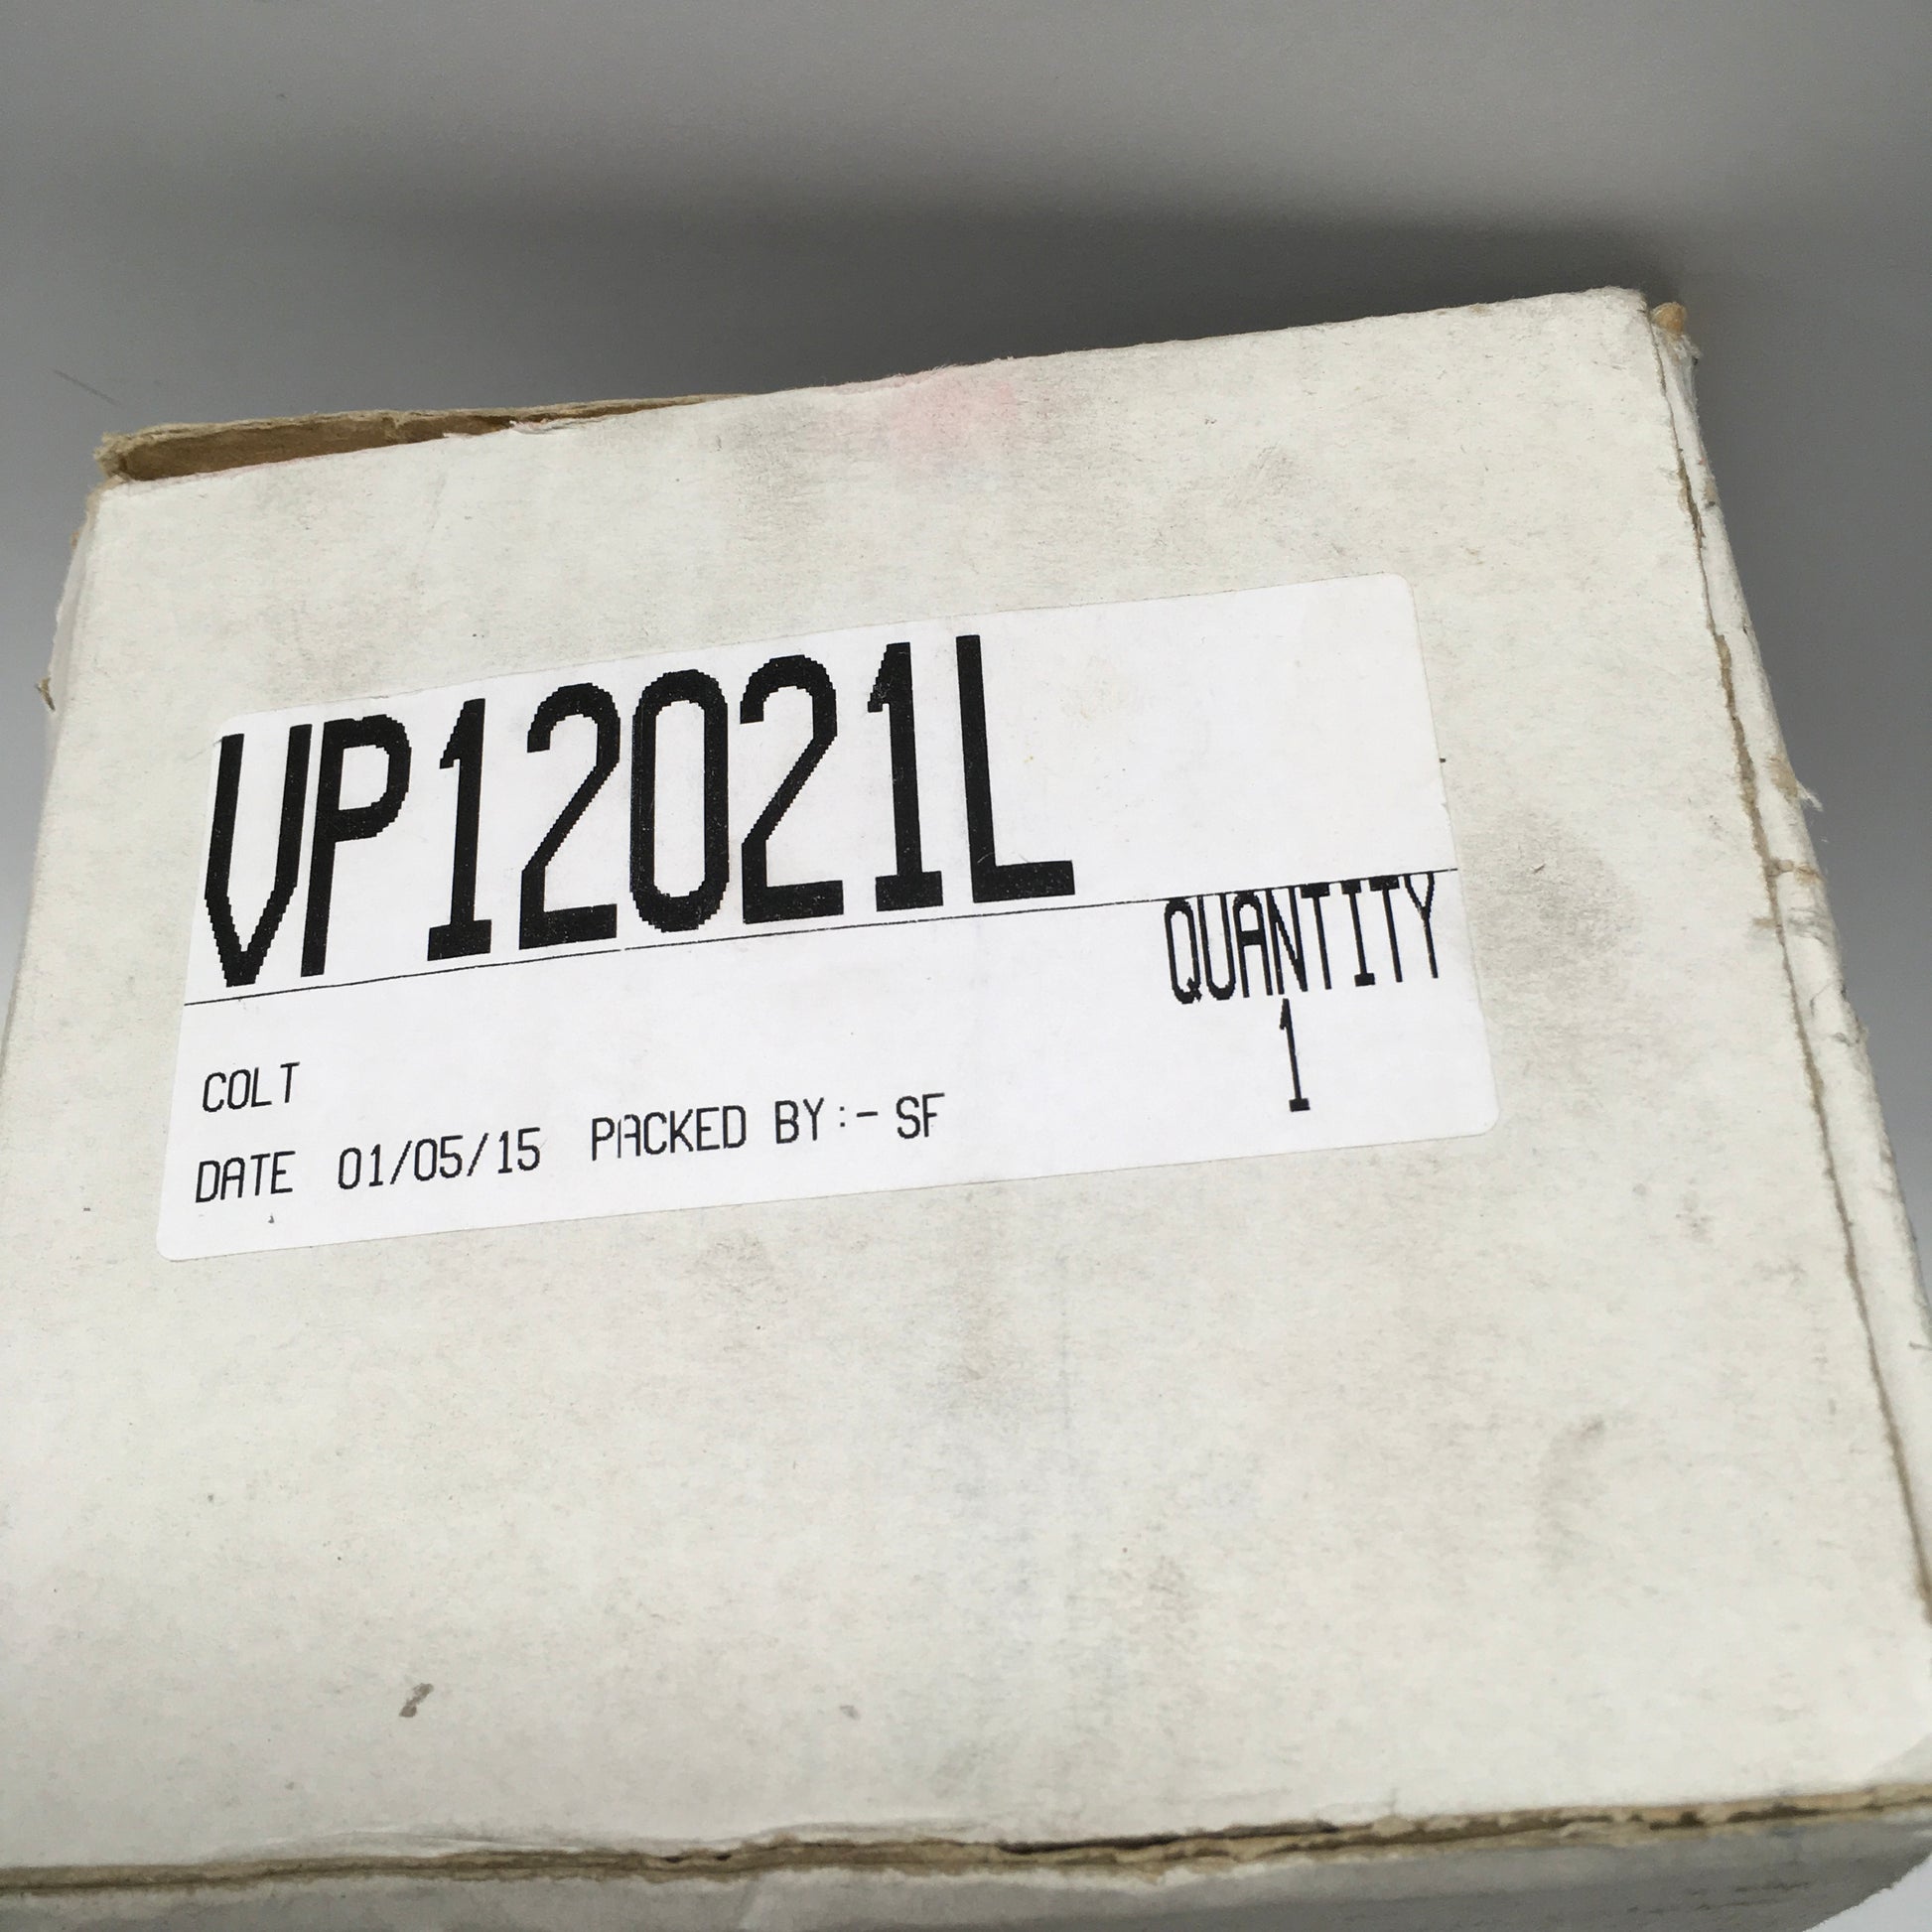 VP12021L
QUANTITY
1
COLT
DATE 01/05/15 PACKED BY:- SF